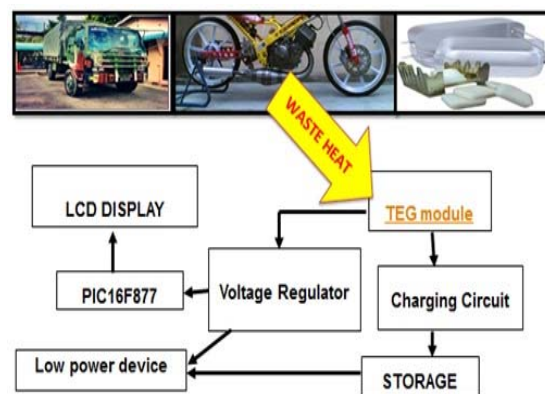 WASTE HEAT
LCD DISPLAY
TEG module
PIC16F877
Voltage Regulator
Charging Circuit
Low power device
STORAGE